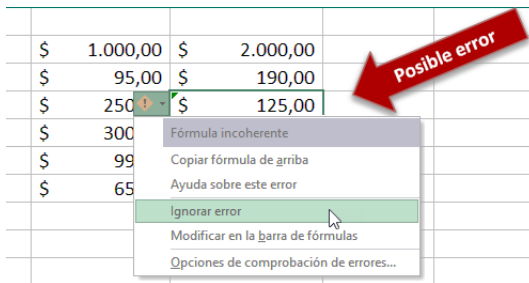 $ 1.000,00 $ 2.000,00
Posible error
$ 95,00 $ 190,00
$ 250 $ 125,00
$ 300
$ 99
$ 65
Fórmula incoherente
Copiar fórmula de arriba
Ayuda sobre este error
Ignorar error
Modificar en la barra de fórmulas
Opciones de comprobación de errores...